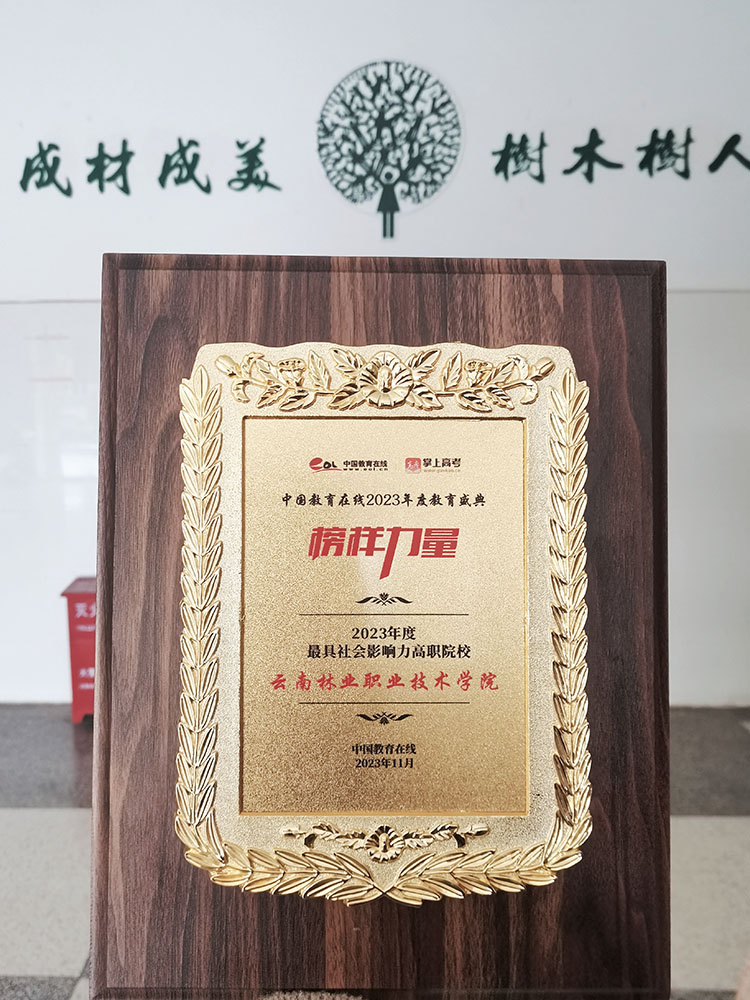 成材成美 樹木樹人
eol 中国教育在线 掌上高考
www.eol.cn
中国教育在线2023年度教育盛典
榜样力量
2023年度
最具社会影响力高职院校
云南林业职业技术学院
中国教育在线
2023年11月